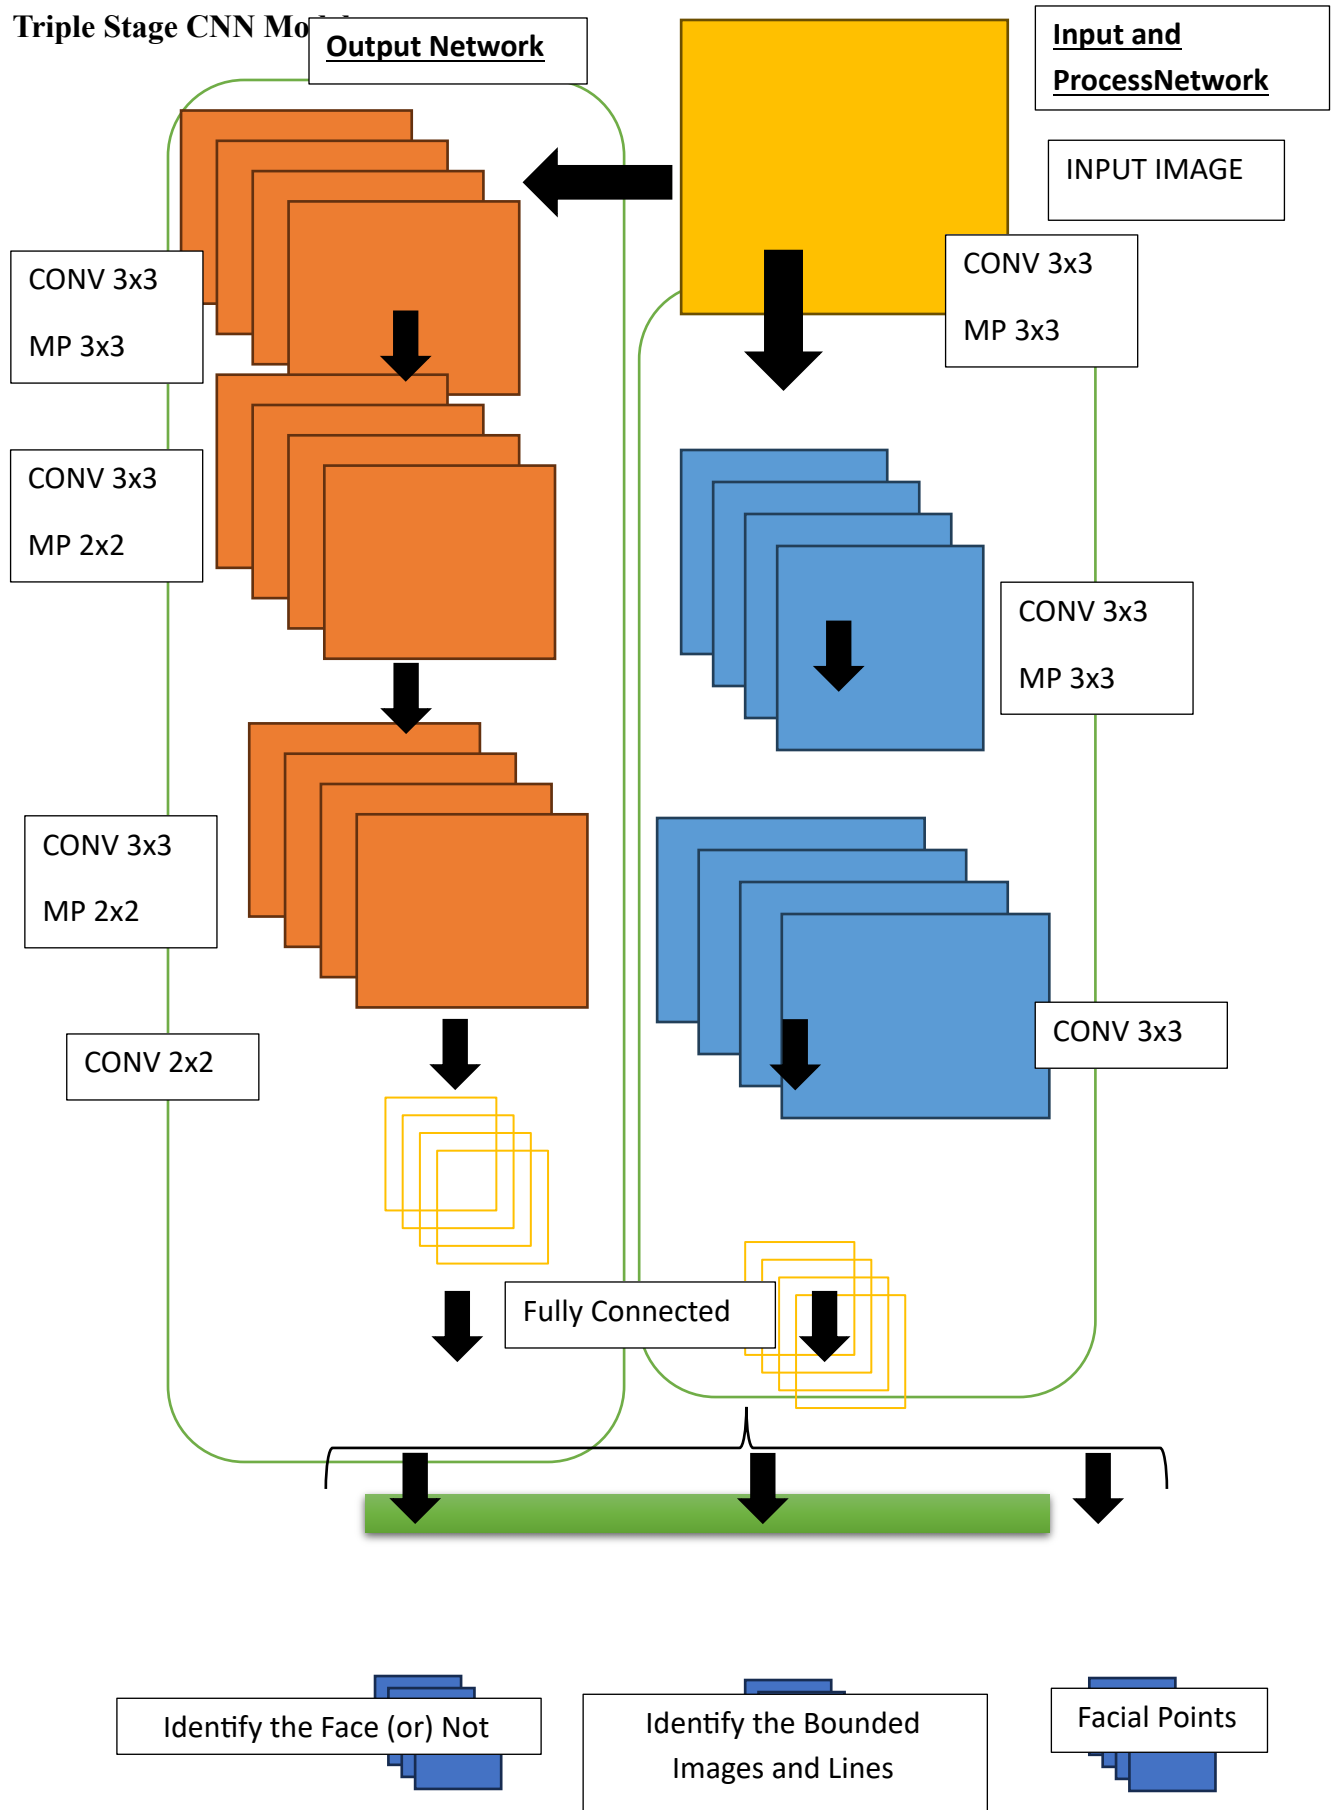 Triple Stage CNN Mo
Output Network
Input and
ProcessNetwork
INPUT IMAGE
CONV 3x3
MP 3x3
CONV 3x3
MP 3x3
CONV 3x3
MP 2x2
CONV 3x3
MP 3x3
CONV 3x3
MP 2x2
CONV 3x3
CONV 2x2
Fully Connected
Identify the Face (or) Not
Identify the Bounded
Images and Lines
Facial Points